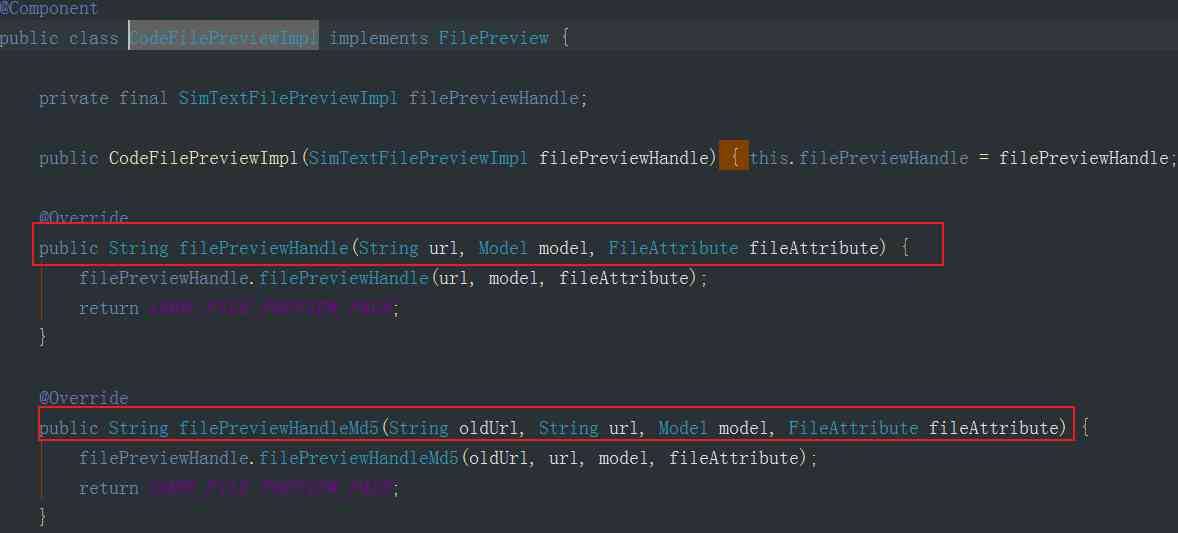 @Component
public class CodeFilePreviewImpl implements FilePreview {
private final SimTextFilePreviewImpl filePreviewHandle;
public CodeFilePreviewImpl(SimTextFilePreviewImpl filePreviewHandle) { this.filePreviewHandle = filePreviewHandle;
@Override
public String filePreviewHandle(String url, Model model, FileAttribute fileAttribute) {
filePreviewHandle.filePreviewHandle(url, model, fileAttribute);
return ;
}
@Override
public String filePreviewHandleMd5(String oldUrl, String url, Model model, FileAttribute fileAttribute) {
filePreviewHandle.filePreviewHandleMd5(oldUrl, url, model, fileAttribute);
return ;
}